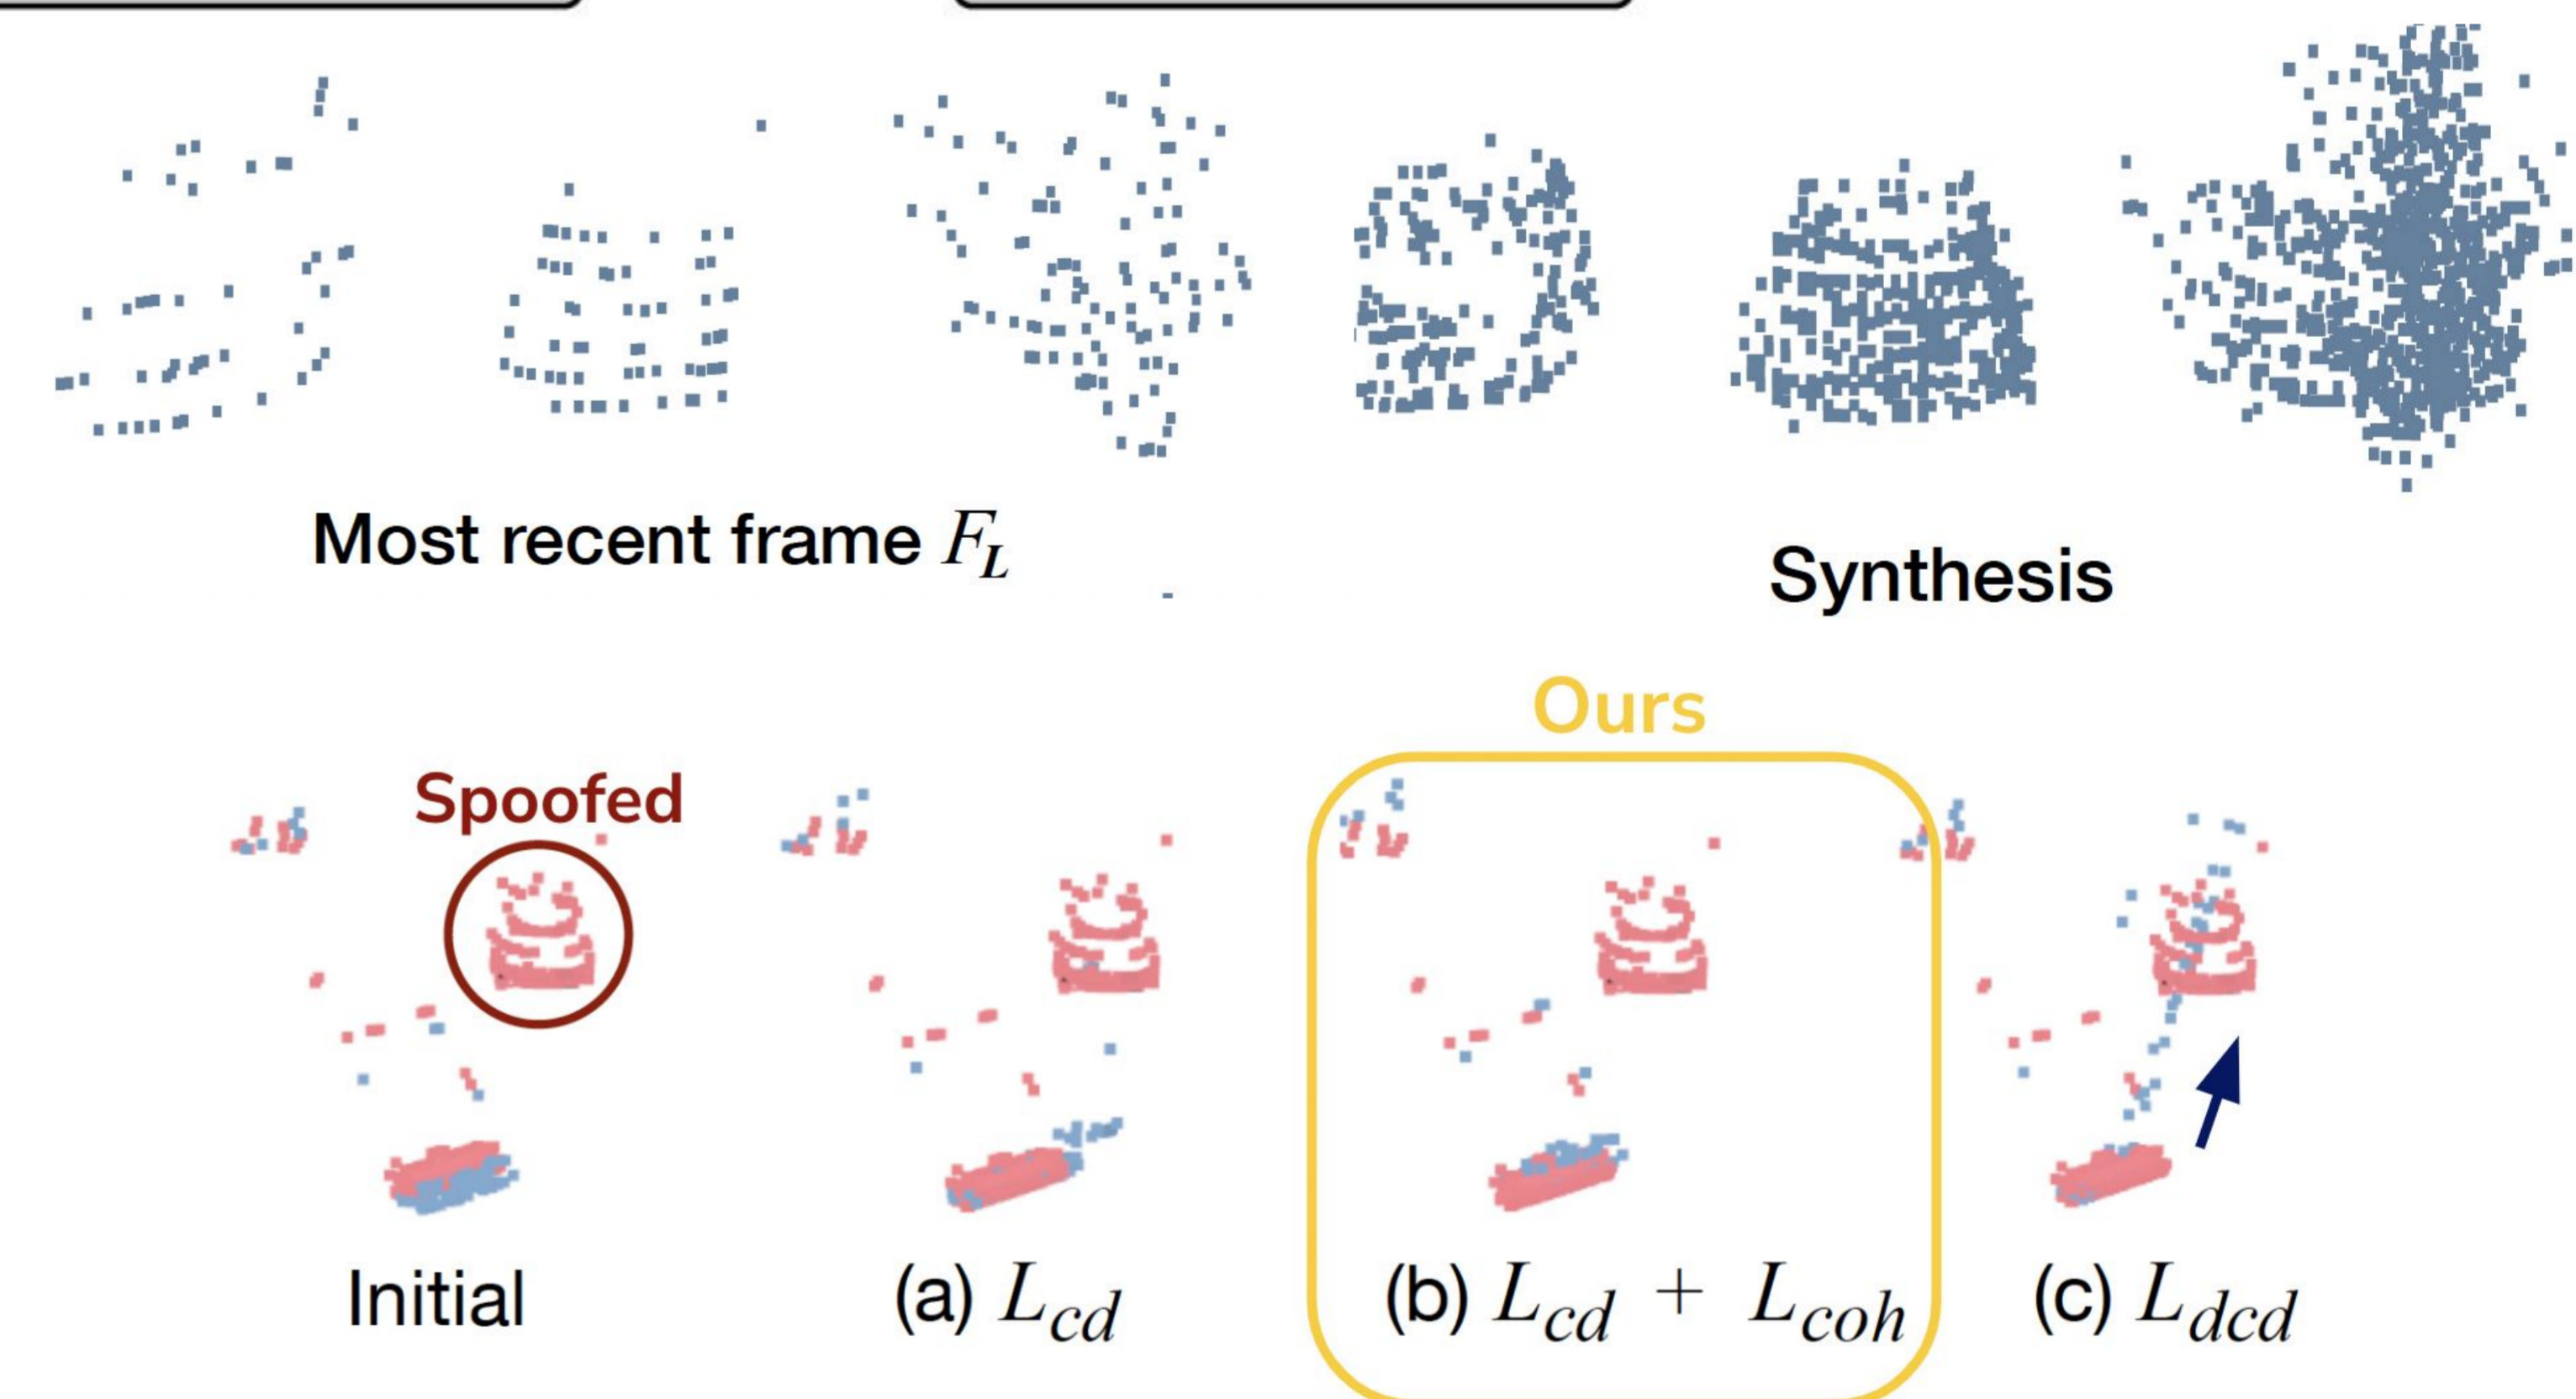 Most recent frame F_L
Synthesis
Ours
Spoofed
Initial
(a) L_cd
(b) L_cd + L_coh
(c) L_dcd